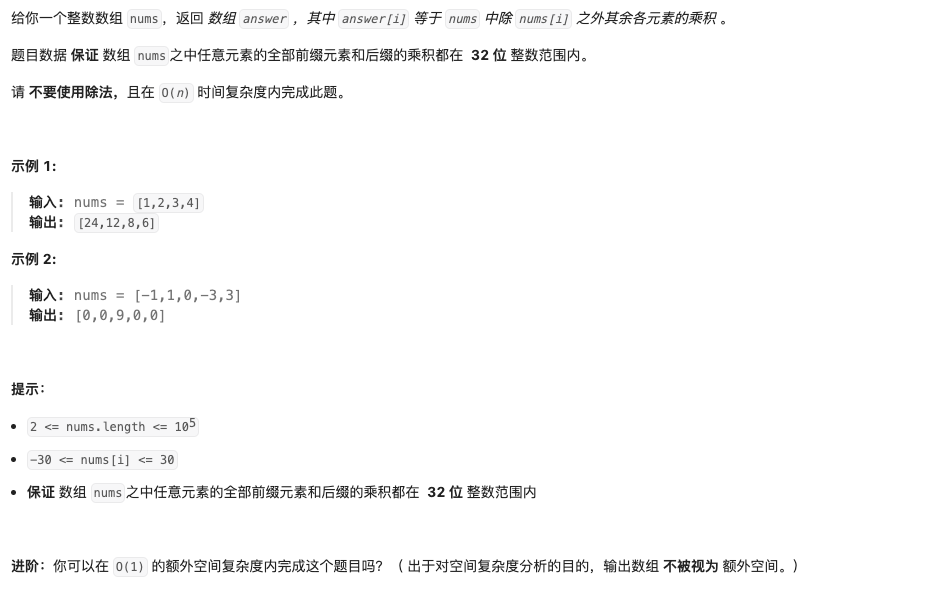 给你一个整数数组 nums，返回 数组 answer ，其中 answer[i] 等于 nums 中除 nums[i] 之外其余各元素的乘积 。
题目数据 保证 数组 nums之中任意元素的全部前缀元素和后缀的乘积都在 32 位 整数范围内。
请 不要使用除法，且在 O(n) 时间复杂度内完成此题。
示例 1:
输入: nums = [1,2,3,4]
输出: [24,12,8,6]
示例 2:
输入: nums = [-1,1,0,-3,3]
输出: [0,0,9,0,0]
提示：
• 2 <= nums.length <= 10⁵
• -30 <= nums[i] <= 30
• 保证 数组 nums之中任意元素的全部前缀元素和后缀的乘积都在 32 位 整数范围内
进阶：你可以在 O(1) 的额外空间复杂度内完成这个题目吗？（ 出于对空间复杂度分析的目的，输出数组 不被视为 额外空间。）